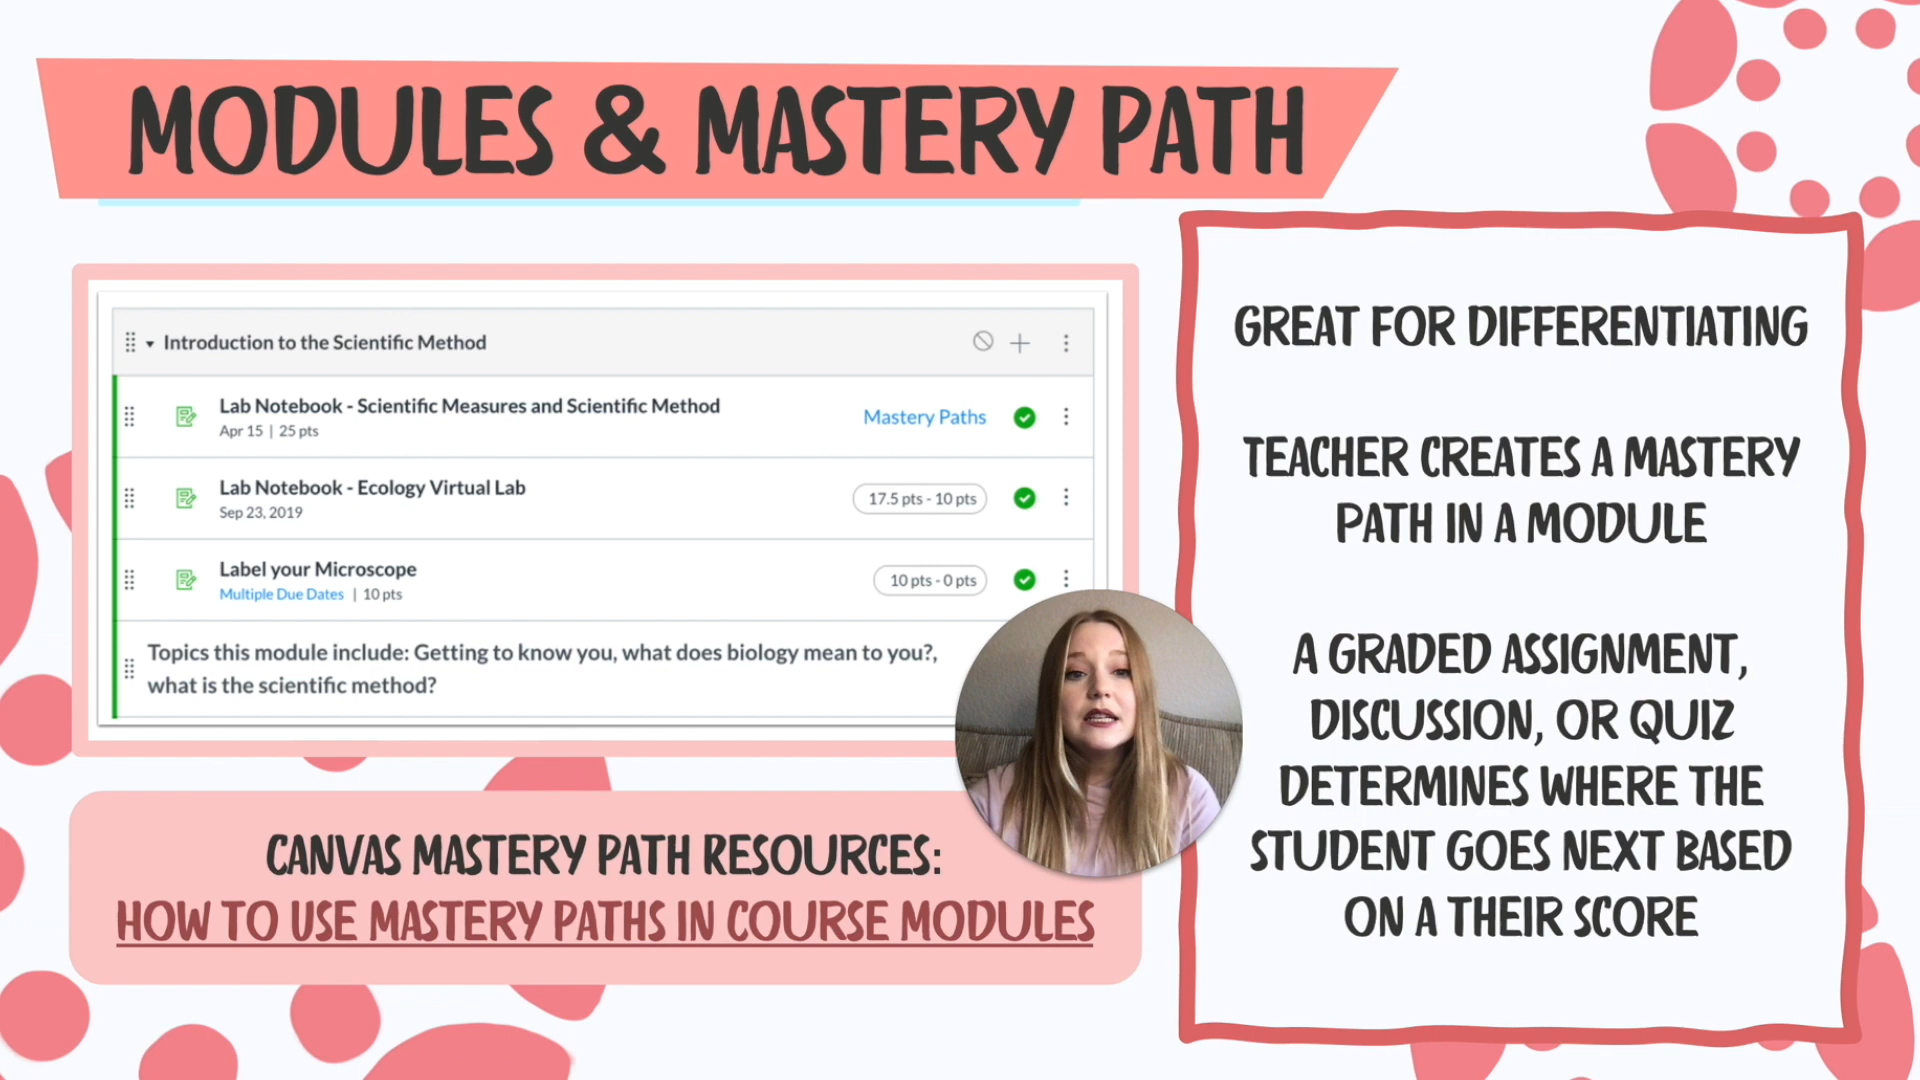 MODULES & MASTERY PATH
Introduction to the Scientific Method
Lab Notebook - Scientific Measures and Scientific Method
Apr 15 | 25 pts
Mastery Paths
Lab Notebook - Ecology Virtual Lab
Sep 23, 2019
17.5 pts - 10 pts
Label your Microscope
Multiple Due Dates | 10 pts
10 pts - 0 pts
Topics this module include: Getting to know you, what does biology mean to you?,
what is the scientific method?
CANVAS MASTERY PATH RESOURCES:
HOW TO USE MASTERY PATHS IN COURSE MODULES
GREAT FOR DIFFERENTIATING
TEACHER CREATES A MASTERY
PATH IN A MODULE
A GRADED ASSIGNMENT,
DISCUSSION, OR QUIZ
DETERMINES WHERE THE
STUDENT GOES NEXT BASED
ON A THEIR SCORE